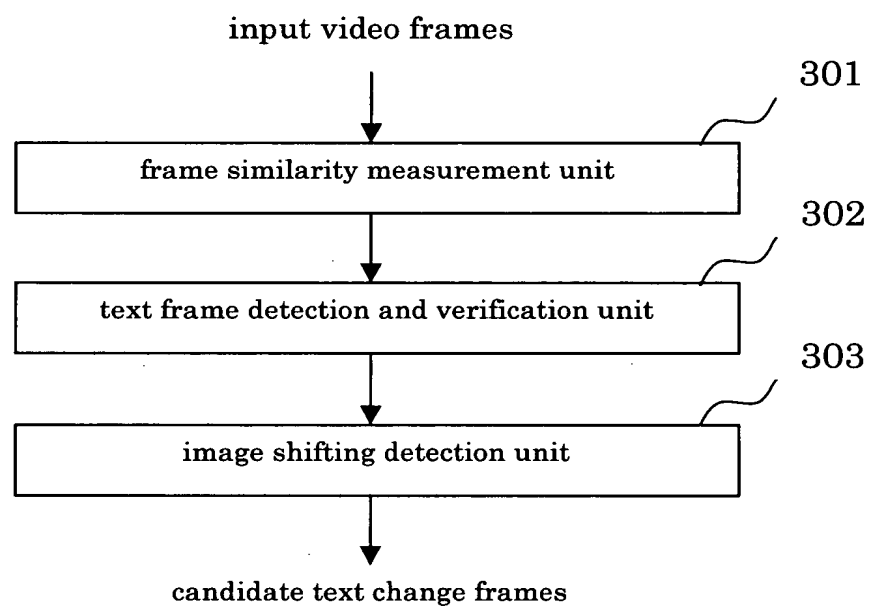 input video frames
301
frame similarity measurement unit
302
text frame detection and verification unit
303
image shifting detection unit
candidate text change frames